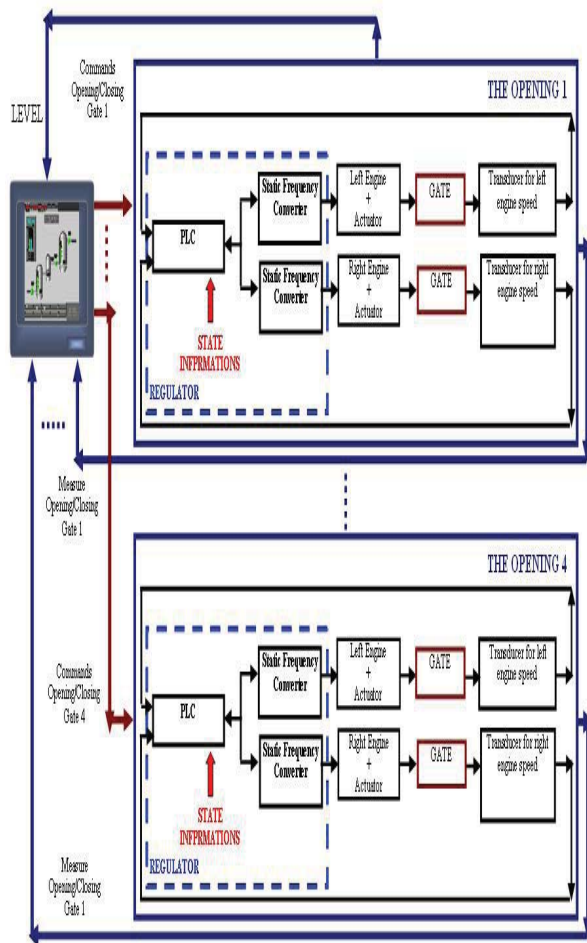 Commands
Opening/Closing
Gate 1
LEVEL
THE OPENING 1
PLC
Static Frequency
Converter
Left Engine
+
Actuator
GATE
Transducer for left
engine speed
Static Frequency
Converter
Right Engine
+
Actuator
GATE
Transducer for right
engine speed
STATE
INFPRMATIONS
REGULATOR
Measure
Opening/Closing
Gate 1
THE OPENING 4
Commands
Opening/Closing
Gate 4
PLC
Static Frequency
Converter
Left Engine
+
Actuator
GATE
Transducer for left
engine speed
Static Frequency
Converter
Right Engine
+
Actuator
GATE
Transducer for right
engine speed
STATE
INFPRMATIONS
REGULATOR
Measure
Opening/Closing
Gate 1